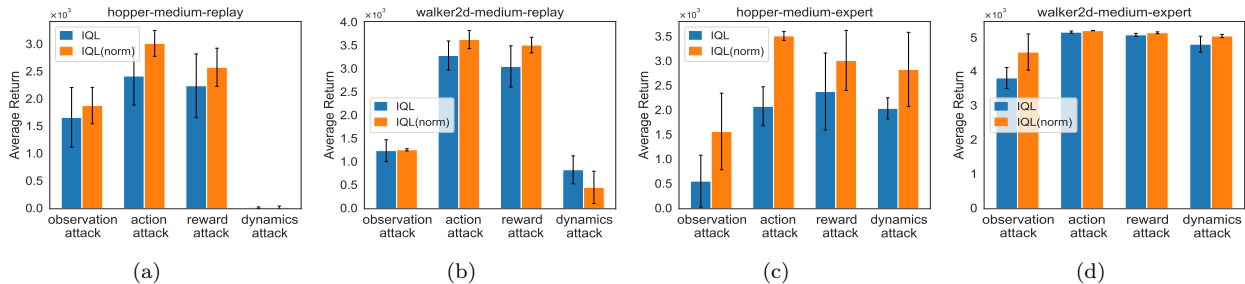 hopper-medium-replay
×10³
Average Return
3.0
2.5
2.0
1.5
1.0
0.5
0.0
IQL
IQL(norm)
observation attack
action attack
reward attack
dynamics attack
(a)
walker2d-medium-replay
×10³
Average Return
4.0
3.5
3.0
2.5
2.0
1.5
1.0
0.5
0.0
IQL
IQL(norm)
observation attack
action attack
reward attack
dynamics attack
(b)
hopper-medium-expert
×10³
Average Return
3.5
3.0
2.5
2.0
1.5
1.0
0.5
0.0
IQL
IQL(norm)
observation attack
action attack
reward attack
dynamics attack
(c)
walker2d-medium-expert
×10³
Average Return
5
4
3
2
1
0
IQL
IQL(norm)
observation attack
action attack
reward attack
dynamics attack
(d)